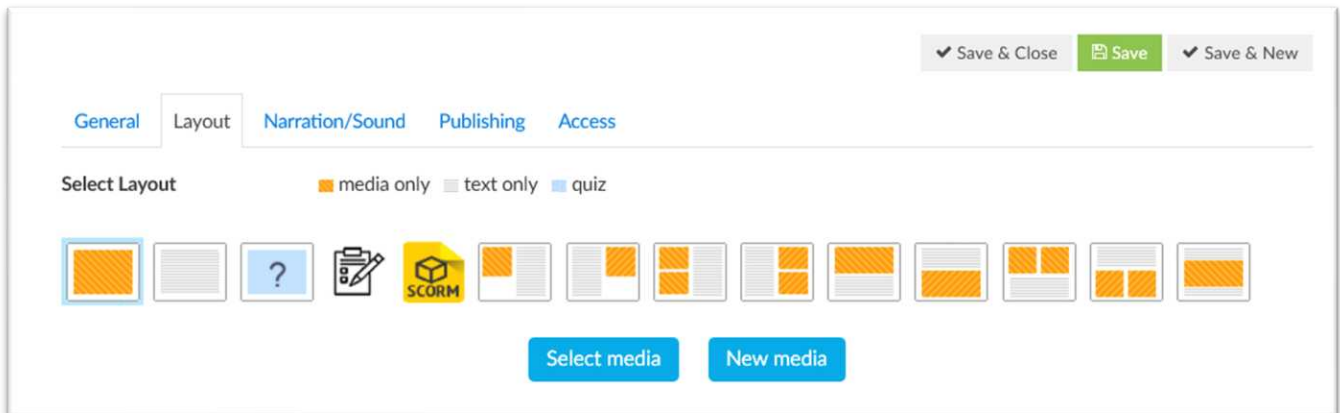 Save & Close Save Save & New
General Layout Narration/Sound Publishing Access
Select Layout media only text only quiz
? SCORM
Select media New media